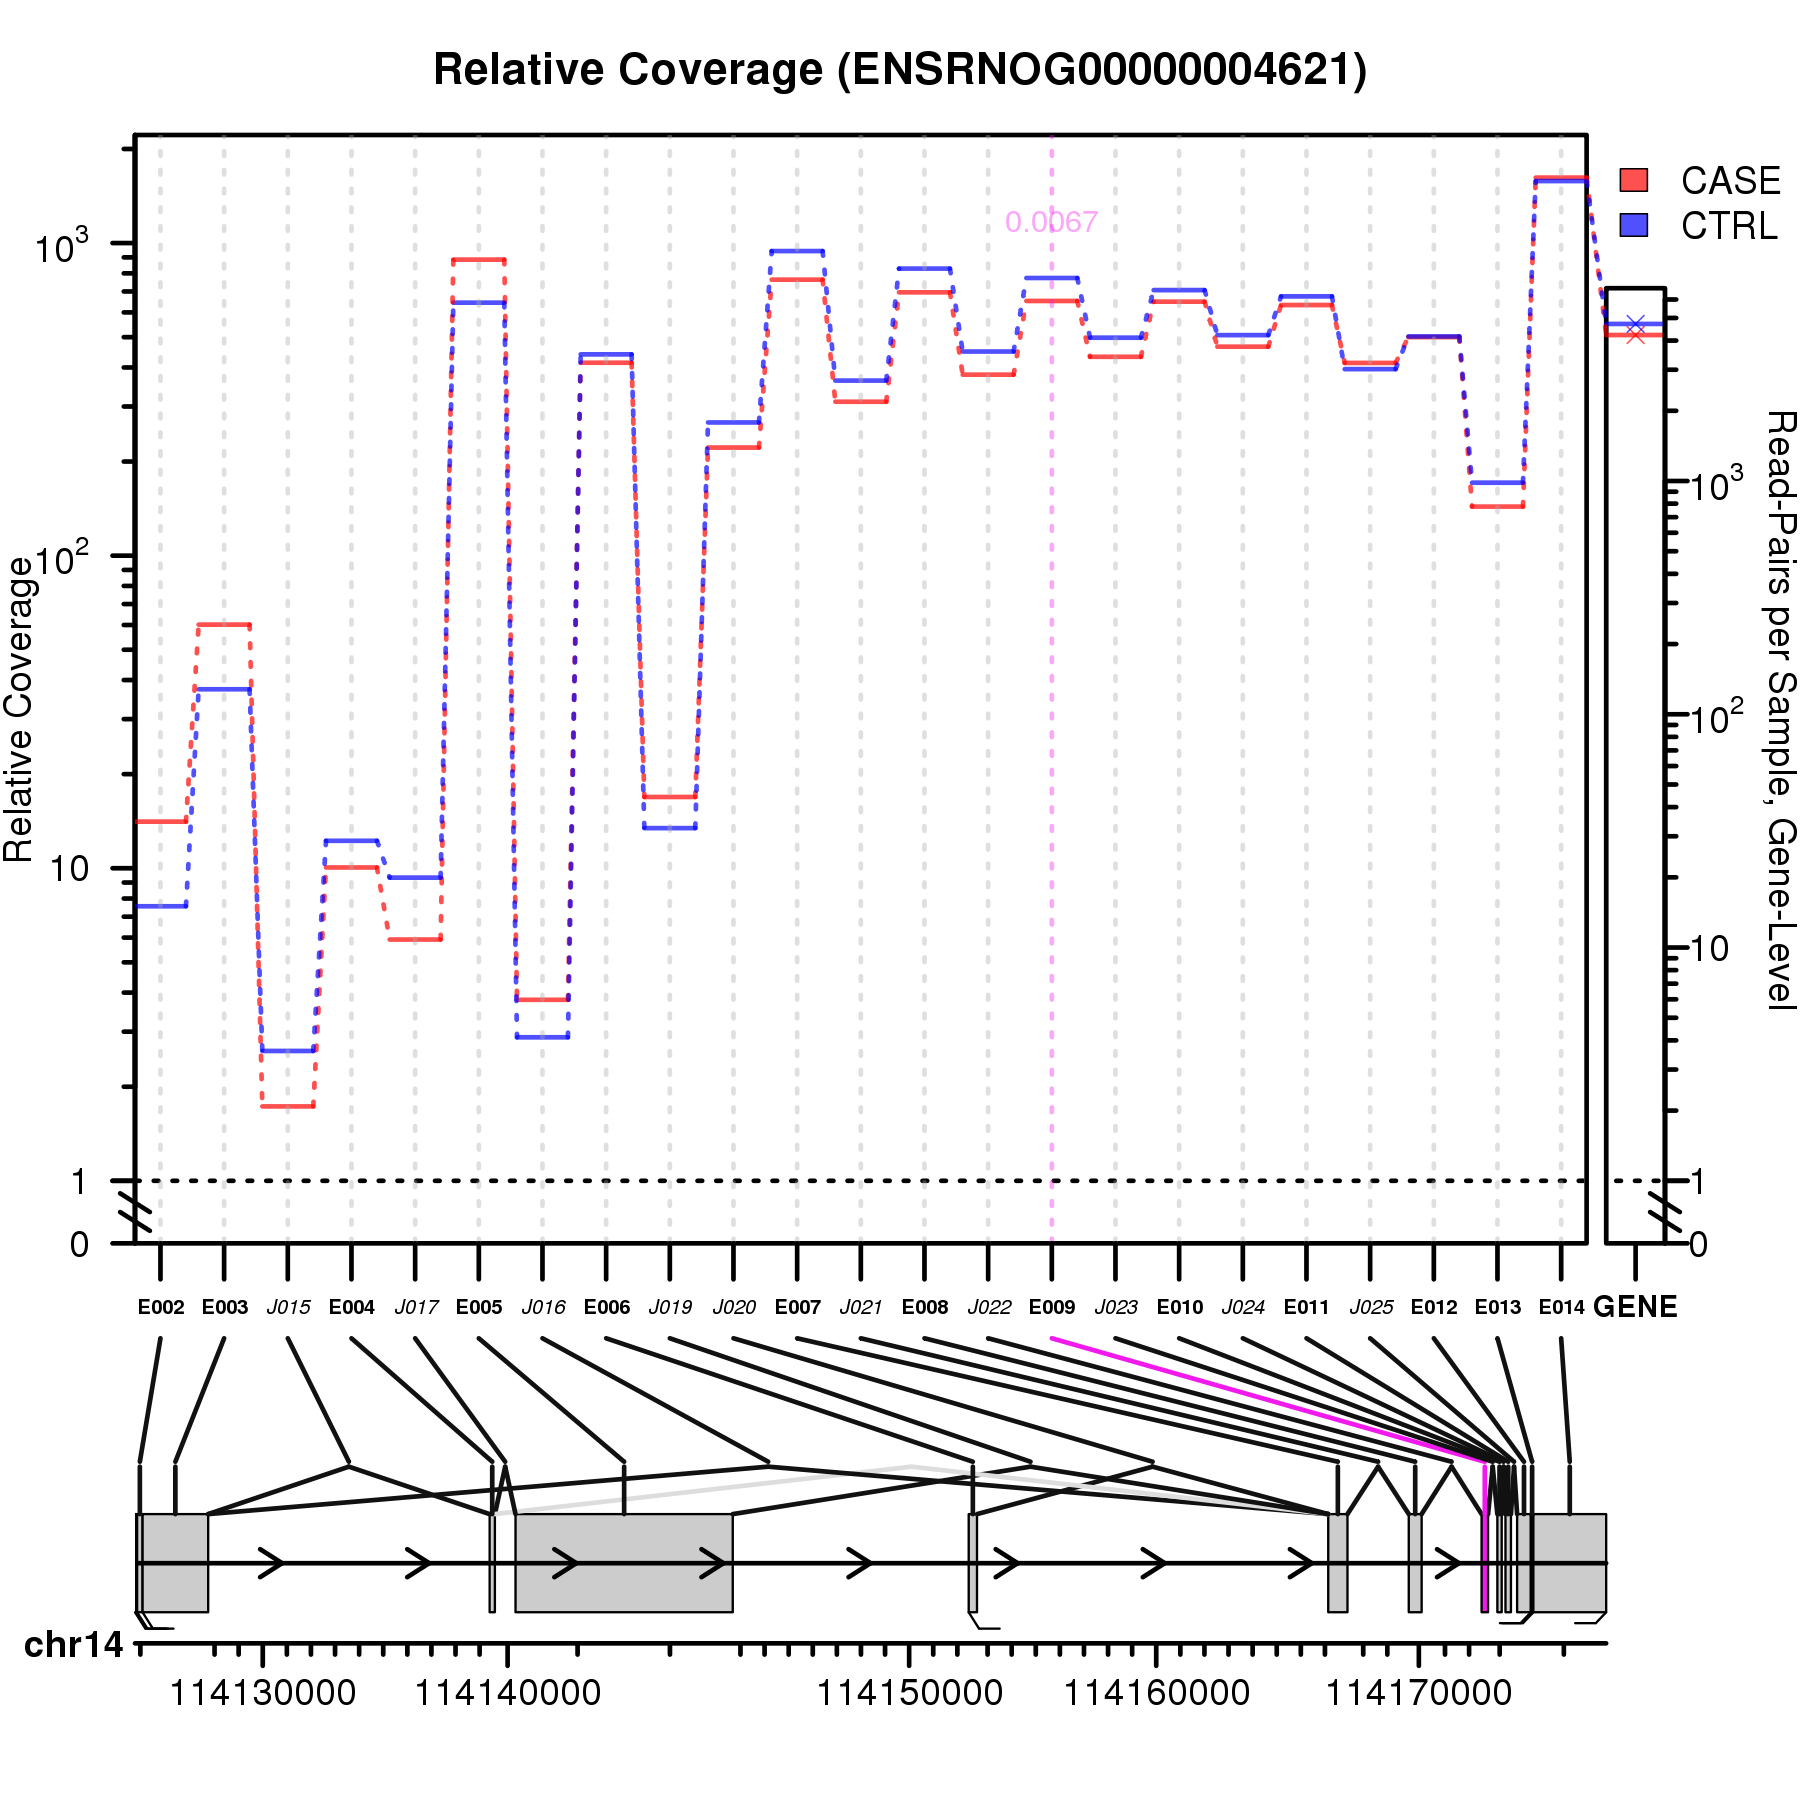 Relative Coverage (ENSRNOG00000004621)
CASE
CTRL
0.0067
10³
10²
10
1
0
Relative Coverage
10³
10²
10
1
0
Read-Pairs per Sample, Gene-Level
E002 E003 J015 E004 J017 E005 J016 E006 J019 J020 E007 J021 E008 J022 E009 J023 E010 J024 E011 J025 E012 E013 E014 GENE
chr14
114130000 114140000 114150000 114160000 114170000